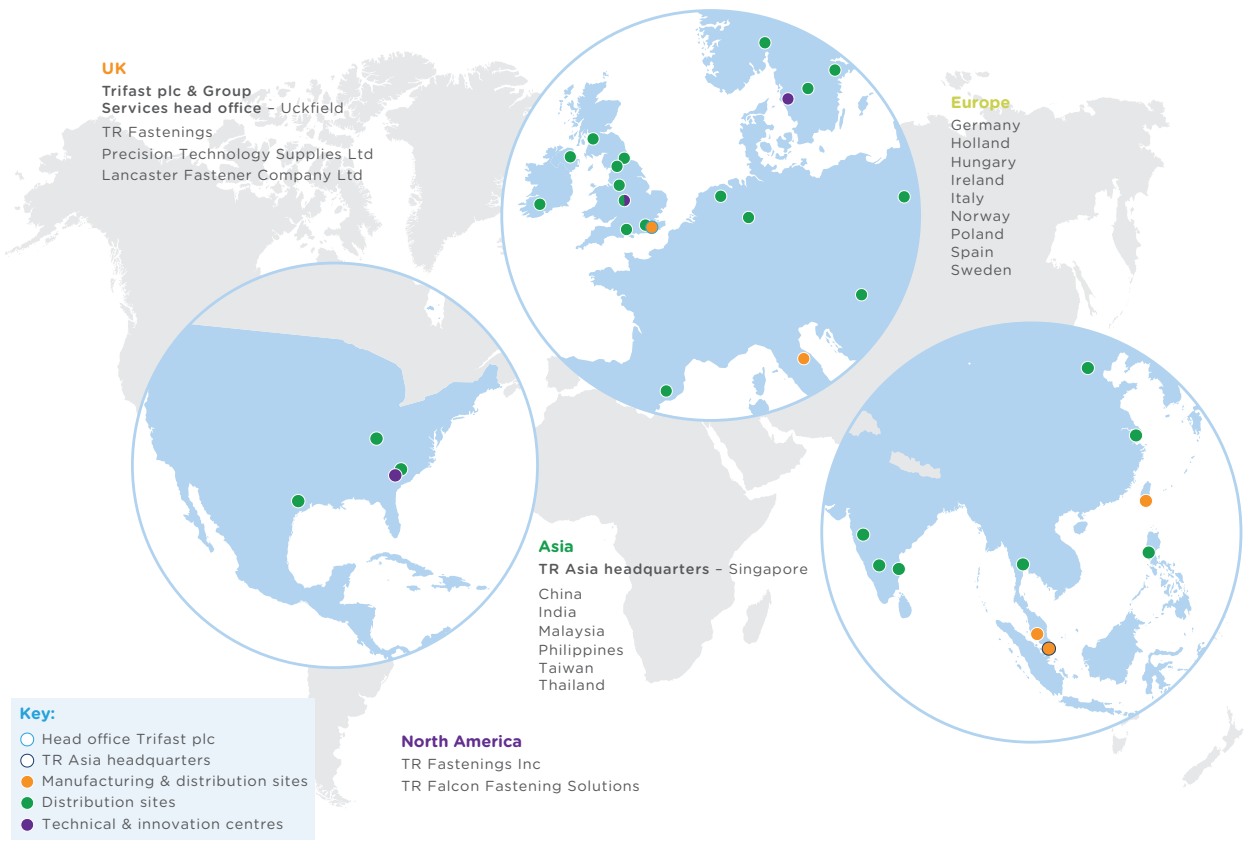 UK
Trifast plc & Group
Services head office – Uckfield
TR Fastenings
Precision Technology Supplies Ltd
Lancaster Fastener Company Ltd
Europe
Germany
Holland
Hungary
Ireland
Italy
Norway
Poland
Spain
Sweden
Asia
TR Asia headquarters – Singapore
China
India
Malaysia
Philippines
Taiwan
Thailand
North America
TR Fastenings Inc
TR Falcon Fastening Solutions
Key:
Head office Trifast plc
TR Asia headquarters
Manufacturing & distribution sites
Distribution sites
Technical & innovation centres